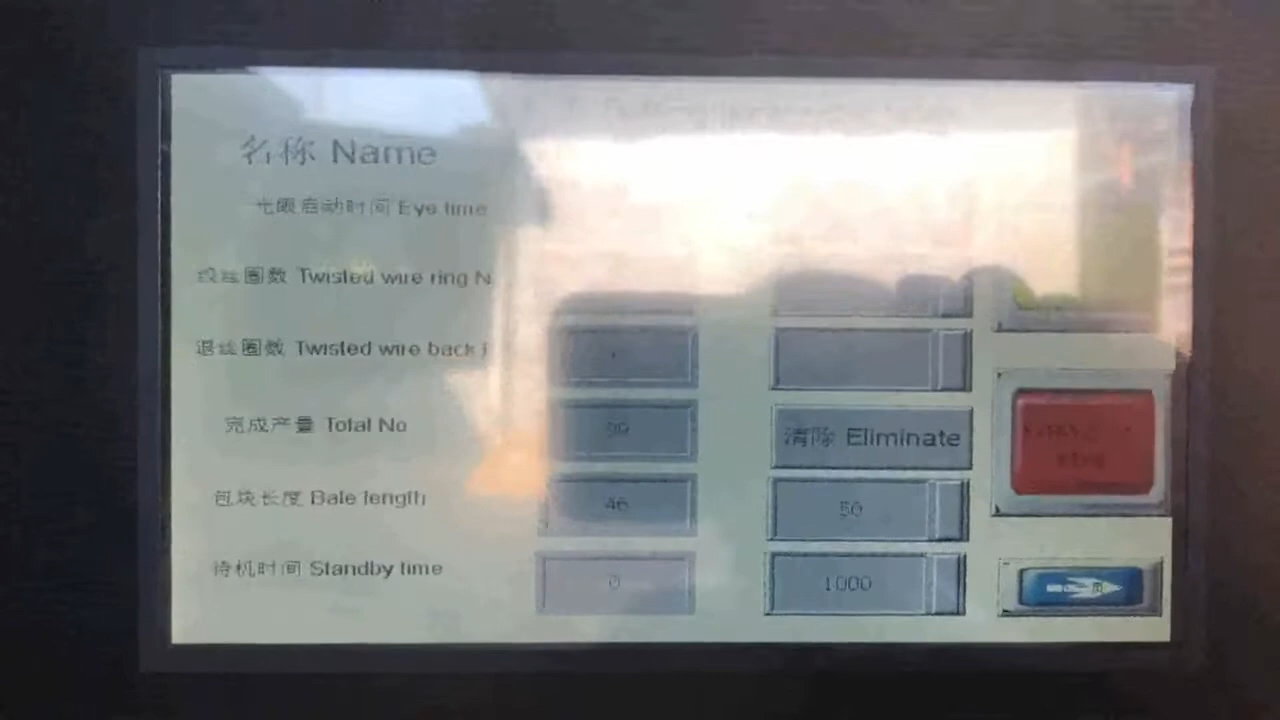 名称 Name
光眼启动时间 Eye time
绞丝圈数 Twisted wire ring N
退丝圈数 Twisted wire back
完成产量 Total No
清除 Eliminate
包块长度 Bale length 46 50
待机时间 Standby time 0 1000